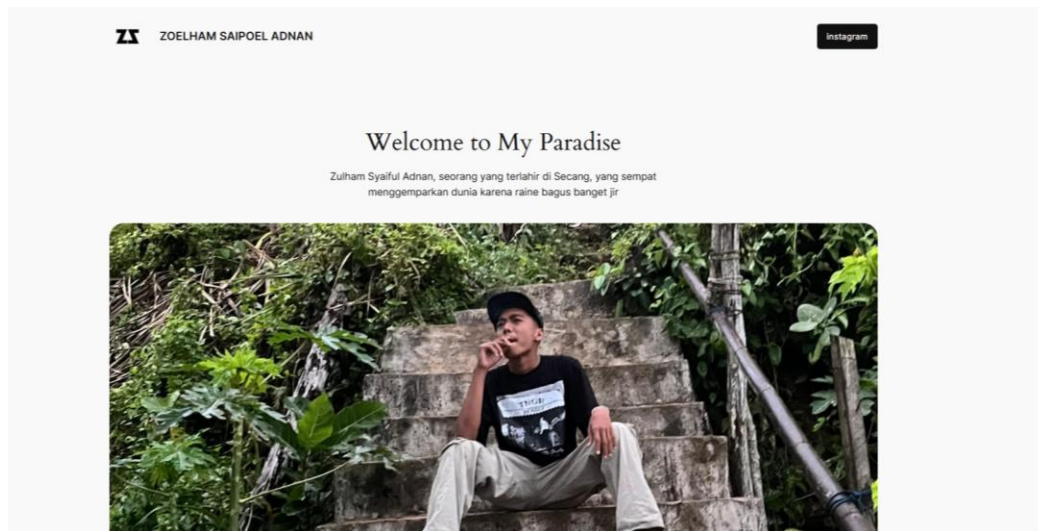 ZS
ZOELHAM SAIPOEL ADNAN
instagram
Welcome to My Paradise
Zulham Syaiful Adnan, seorang yang terlahir di Secang, yang sempat
menggemparkan dunia karena raine bagus banget jir